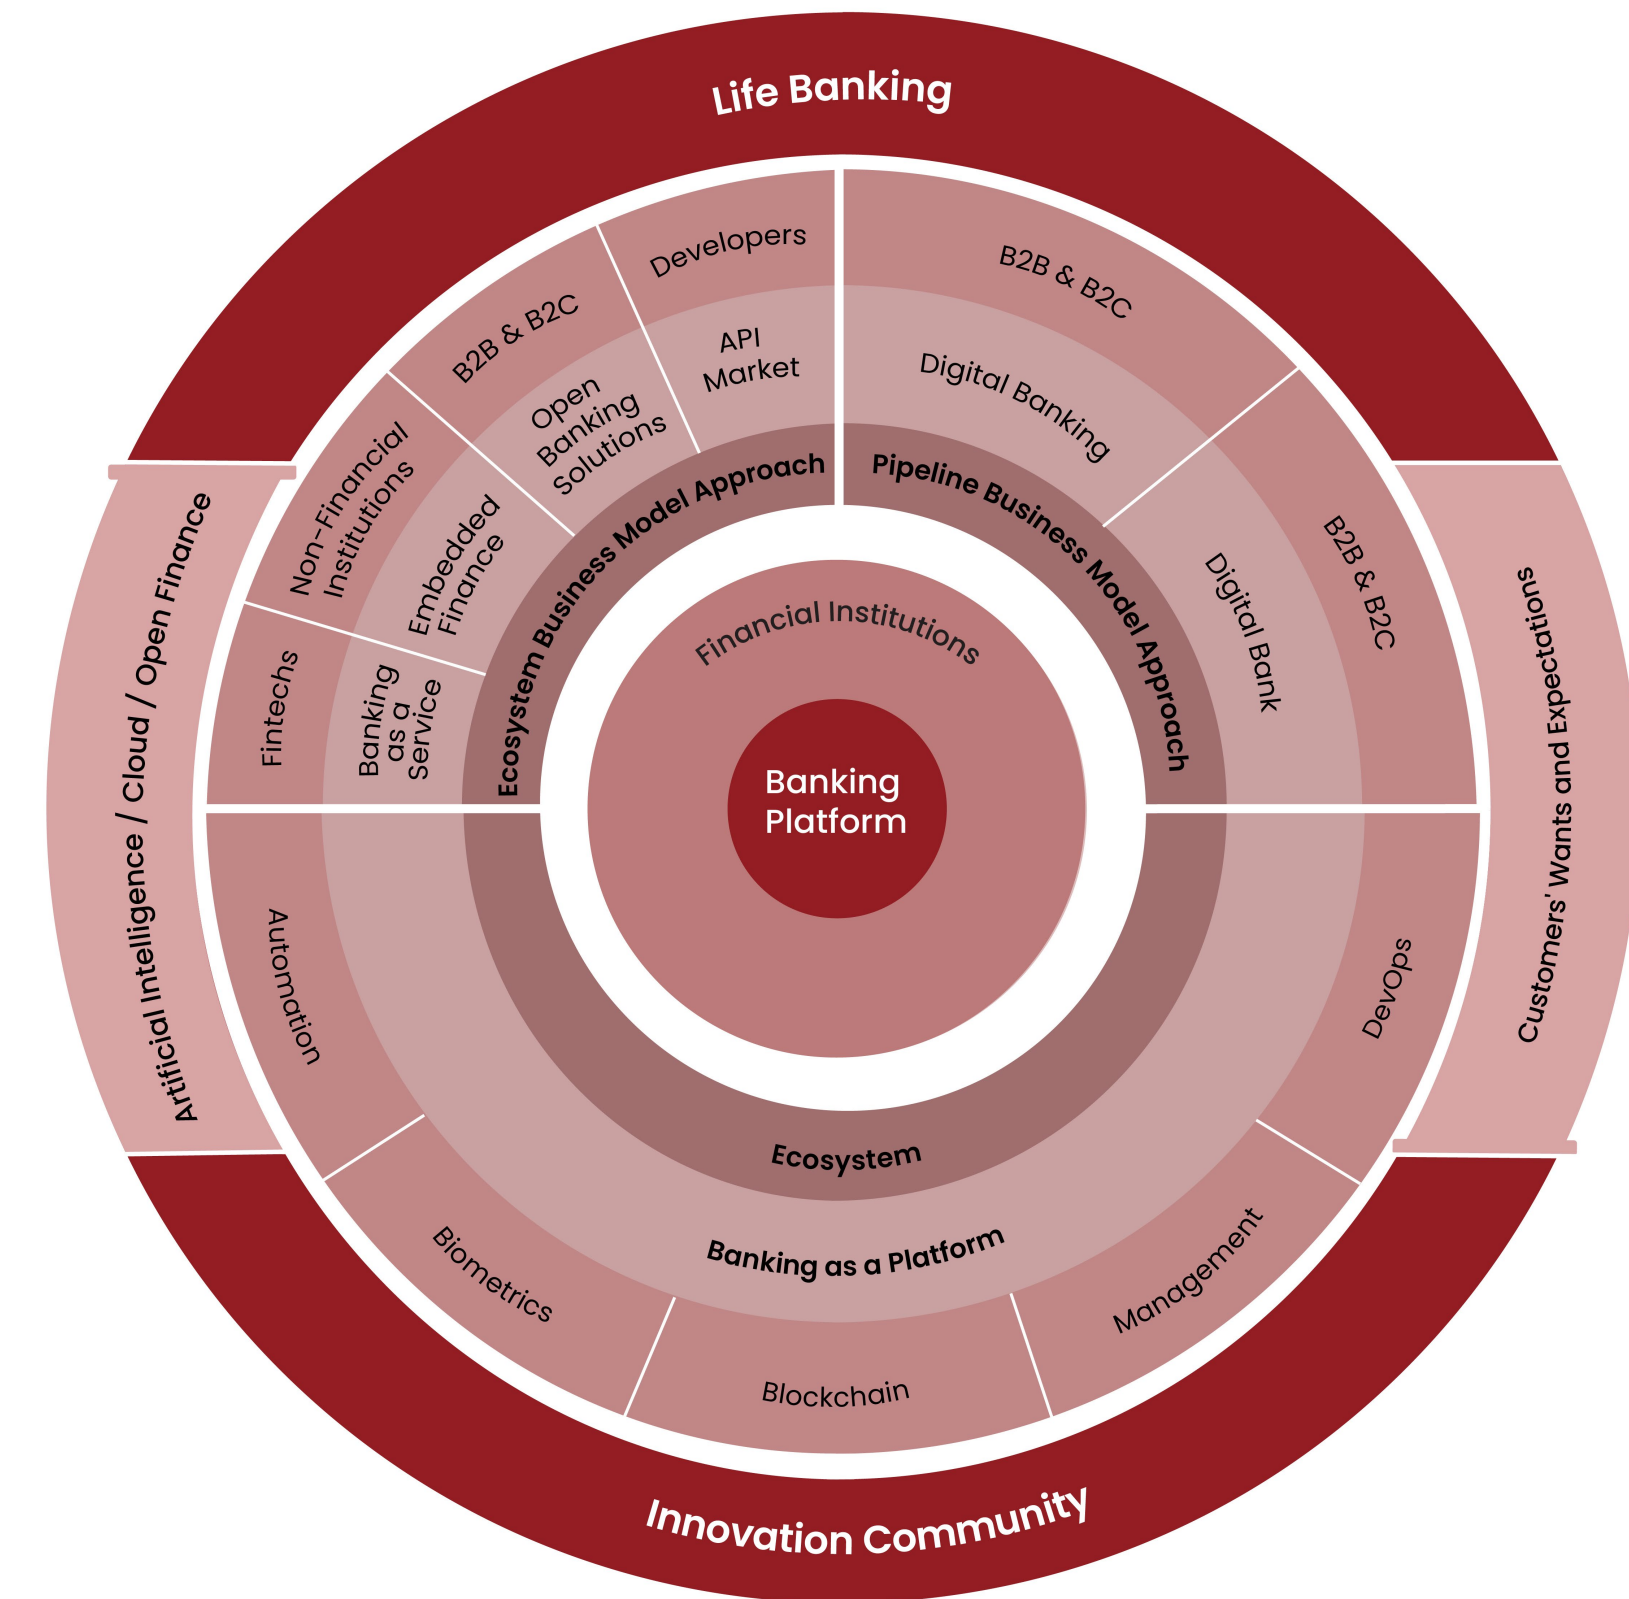 Life Banking
Developers
B2B & B2C
B2B & B2C
API
Market
Digital Banking
Open
Banking
Solutions
Non-Financial
Institutions
Embedded
Finance
Ecosystem Business Model Approach
Pipeline Business Model Approach
B2B & B2C
Digital Bank
Fintechs
Banking
as a
Service
Artificial Intelligence / Cloud / Open Finance
Customers' Wants and Expectations
Financial Institutions
Banking
Platform
Automation
DevOps
Ecosystem
Banking as a Platform
Biometrics
Management
Blockchain
Innovation Community